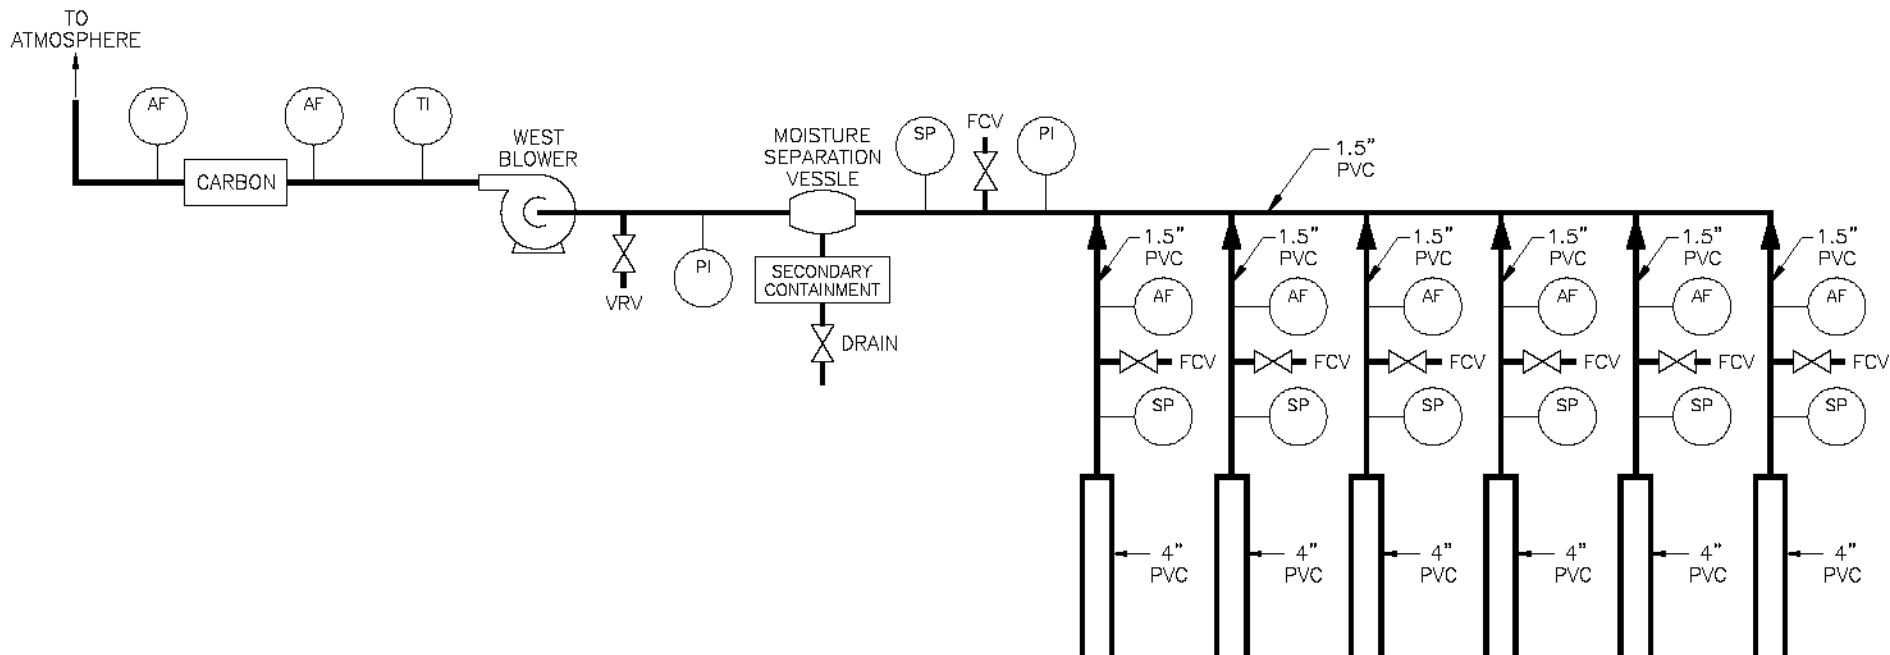 TO
ATMOSPHERE
AF
AF
TI
WEST
BLOWER
MOISTURE
SEPARATION
VESSLE
SP
FCV
PI
1.5"
PVC
CARBON
VRV
PI
SECONDARY
CONTAINMENT
DRAIN
1.5"
PVC
1.5"
PVC
1.5"
PVC
1.5"
PVC
1.5"
PVC
1.5"
PVC
AF
AF
AF
AF
AF
AF
FCV
FCV
FCV
FCV
FCV
FCV
SP
SP
SP
SP
SP
SP
4"
PVC
4"
PVC
4"
PVC
4"
PVC
4"
PVC
4"
PVC